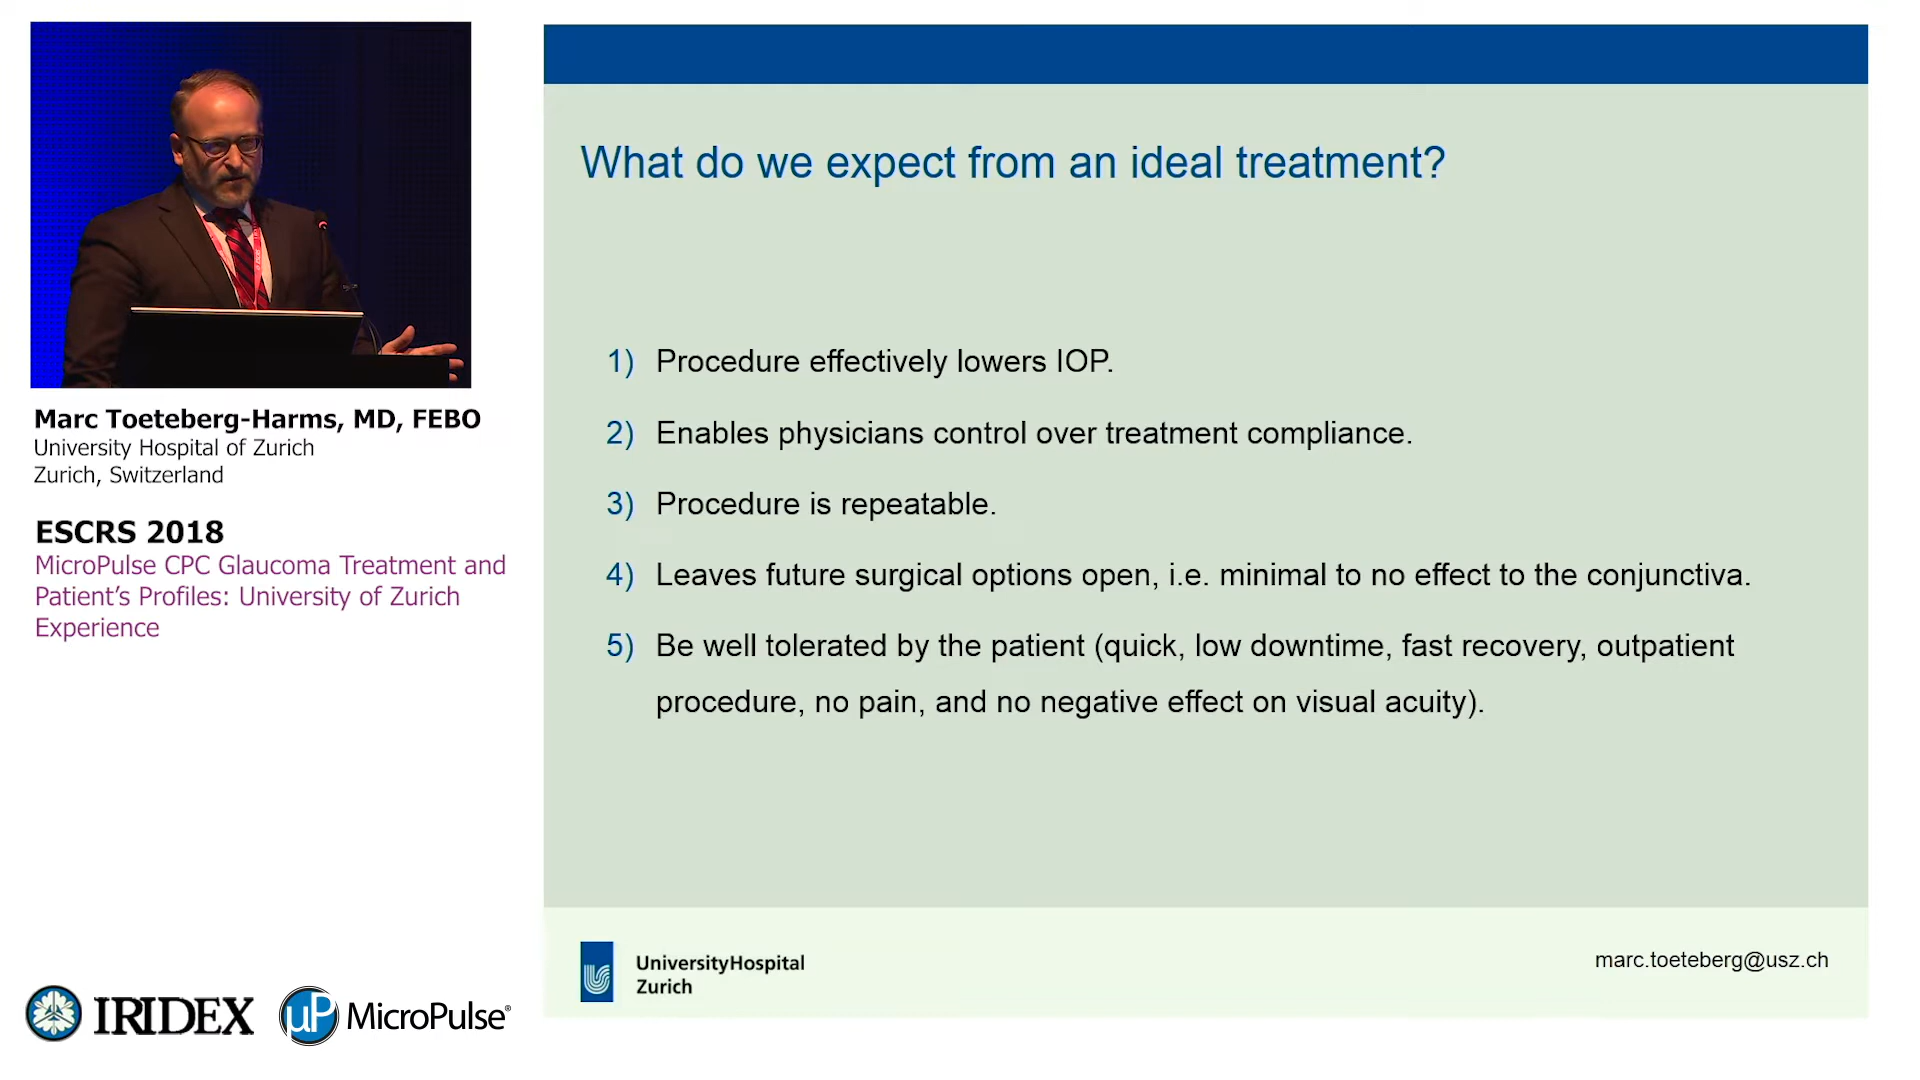 What do we expect from an ideal treatment?
1) Procedure effectively lowers IOP.
2) Enables physicians control over treatment compliance.
3) Procedure is repeatable.
4) Leaves future surgical options open, i.e. minimal to no effect to the conjunctiva.
5) Be well tolerated by the patient (quick, low downtime, fast recovery, outpatient
procedure, no pain, and no negative effect on visual acuity).
Marc Toeteberg-Harms, MD, FEBO
University Hospital of Zurich
Zurich, Switzerland
ESCRS 2018
MicroPulse CPC Glaucoma Treatment and
Patient’s Profiles: University of Zurich
Experience
UniversityHospital
Zurich
marc.toeteberg@usz.ch
IRIDEX
µP MicroPulse®